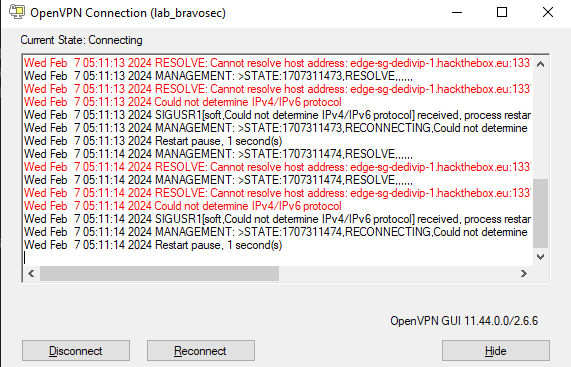 OpenVPN Connection (lab_bravosec)
Current State: Connecting
Wed Feb 7 05:11:13 2024 RESOLVE: Cannot resolve host address: edge-sg-dedivip-1.hackthebox.eu:133
Wed Feb 7 05:11:13 2024 MANAGEMENT: >STATE:1707311473,RESOLVE,,,,,,
Wed Feb 7 05:11:13 2024 RESOLVE: Cannot resolve host address: edge-sg-dedivip-1.hackthebox.eu:133
Wed Feb 7 05:11:13 2024 Could not determine IPv4/IPv6 protocol
Wed Feb 7 05:11:13 2024 SIGUSR1[soft,Could not determine IPv4/IPv6 protocol] received, process restar
Wed Feb 7 05:11:13 2024 MANAGEMENT: >STATE:1707311473,RECONNECTING,Could not determine
Wed Feb 7 05:11:13 2024 Restart pause, 1 second(s)
Wed Feb 7 05:11:14 2024 MANAGEMENT: >STATE:1707311474,RESOLVE,,,,,,
Wed Feb 7 05:11:14 2024 RESOLVE: Cannot resolve host address: edge-sg-dedivip-1.hackthebox.eu:133
Wed Feb 7 05:11:14 2024 MANAGEMENT: >STATE:1707311474,RESOLVE,,,,,,
Wed Feb 7 05:11:14 2024 RESOLVE: Cannot resolve host address: edge-sg-dedivip-1.hackthebox.eu:133
Wed Feb 7 05:11:14 2024 Could not determine IPv4/IPv6 protocol
Wed Feb 7 05:11:14 2024 SIGUSR1[soft,Could not determine IPv4/IPv6 protocol] received, process restar
Wed Feb 7 05:11:14 2024 MANAGEMENT: >STATE:1707311474,RECONNECTING,Could not determine
Wed Feb 7 05:11:14 2024 Restart pause, 1 second(s)
OpenVPN GUI 11.44.0.0/2.6.6
Disconnect
Reconnect
Hide